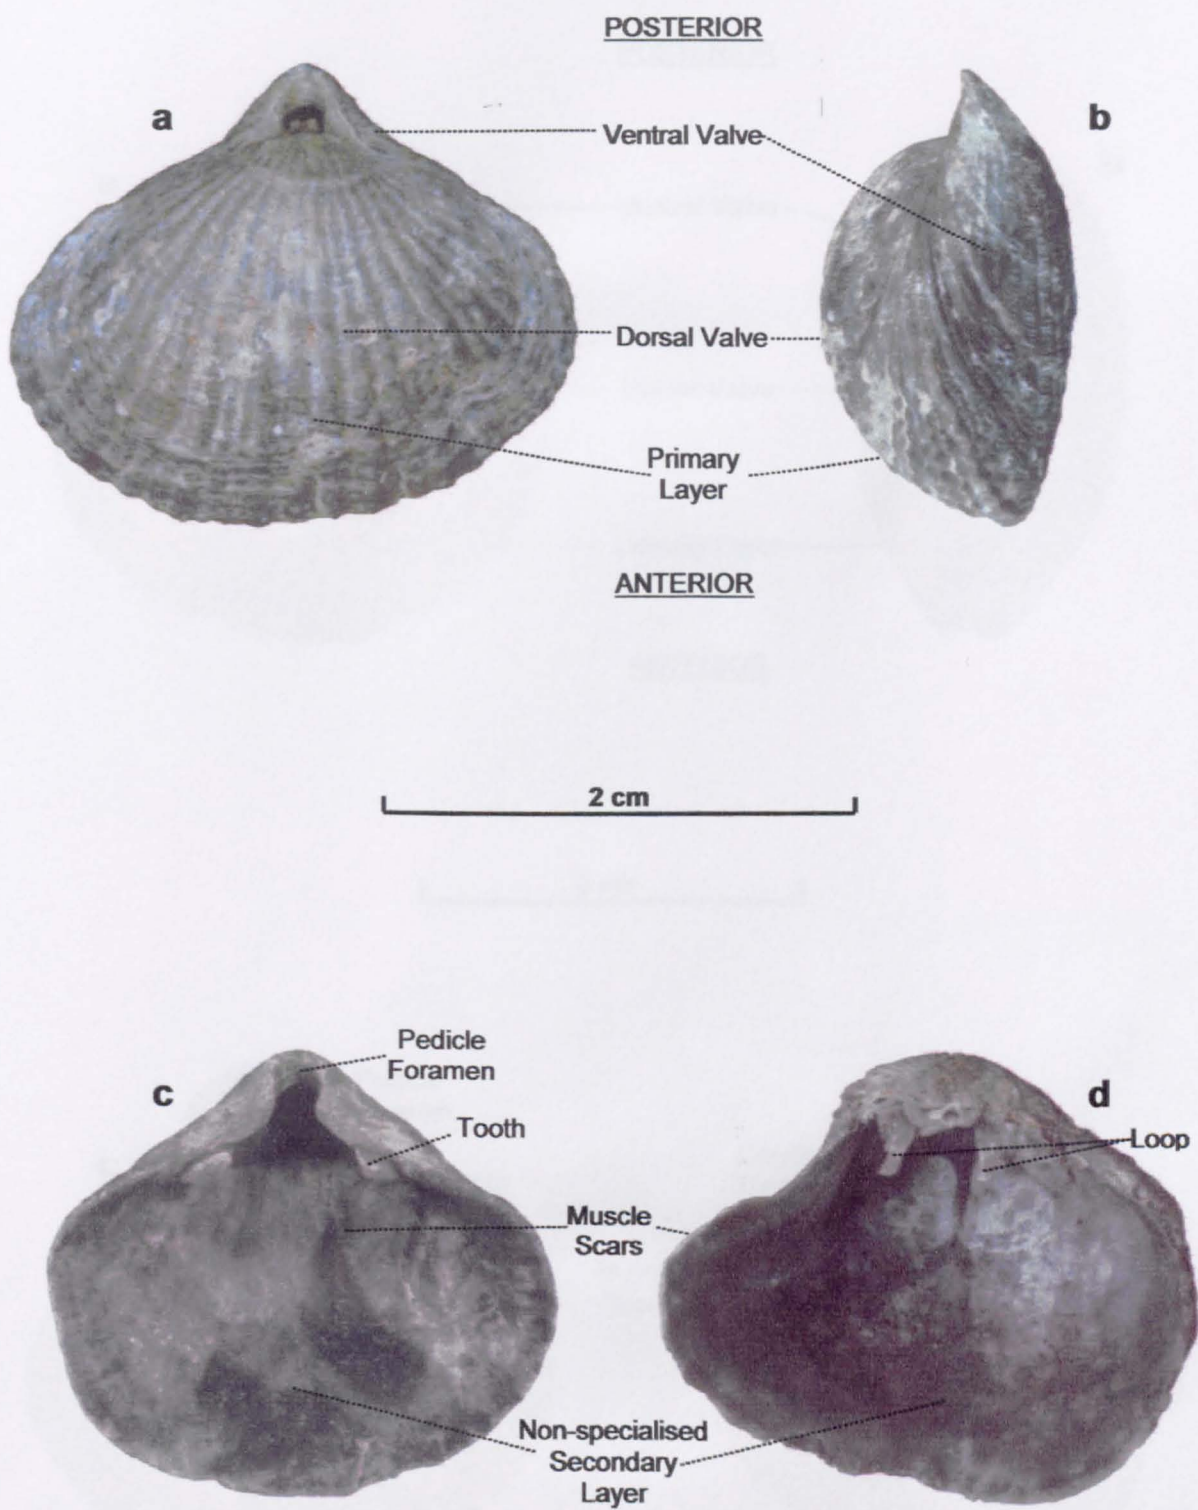 POSTERIOR
a
b
Ventral Valve
Dorsal Valve
Primary
Layer
ANTERIOR
2 cm
Pedicle
Foramen
c
d
Tooth
Loop
Muscle
Scars
Non-specialised
Secondary
Layer